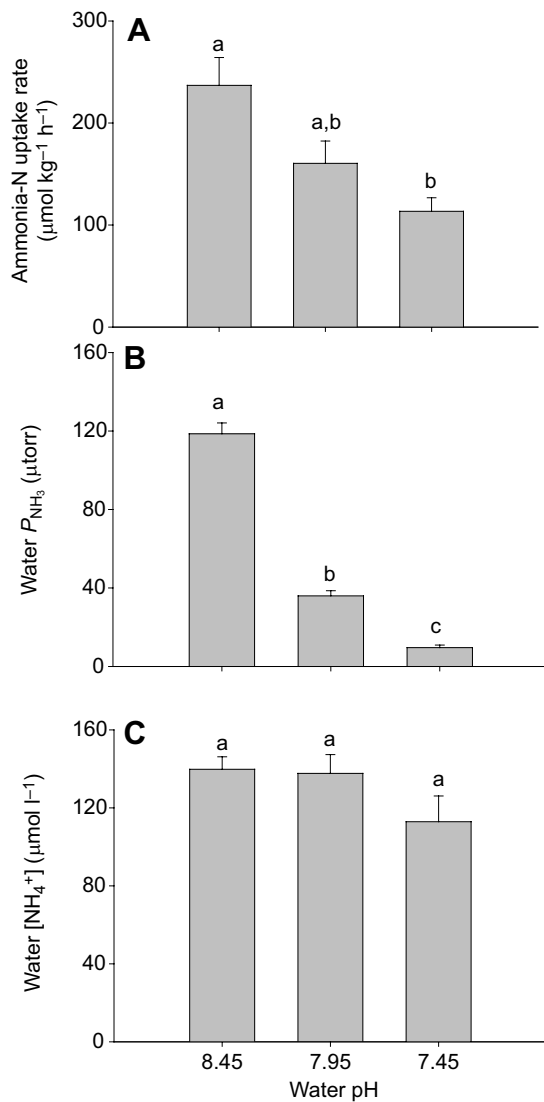 A
300
a
200
a,b
b
100
0
Ammonia-N uptake rate
(μmol kg⁻¹ h⁻¹)
B
160
a
120
80
b
40
c
0
Water P_NH₃ (μtorr)
C
160
a
a
a
120
80
40
0
Water [NH₄⁺] (μmol l⁻¹)
8.45 7.95 7.45
Water pH